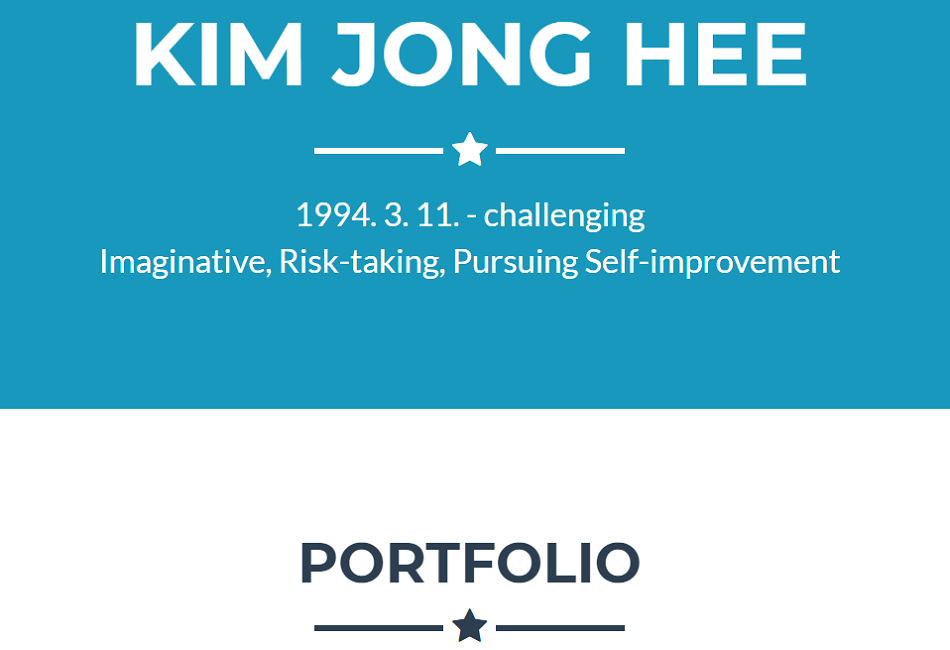 KIM JONG HEE
1994. 3. 11. - challenging
Imaginative, Risk-taking, Pursuing Self-improvement
PORTFOLIO